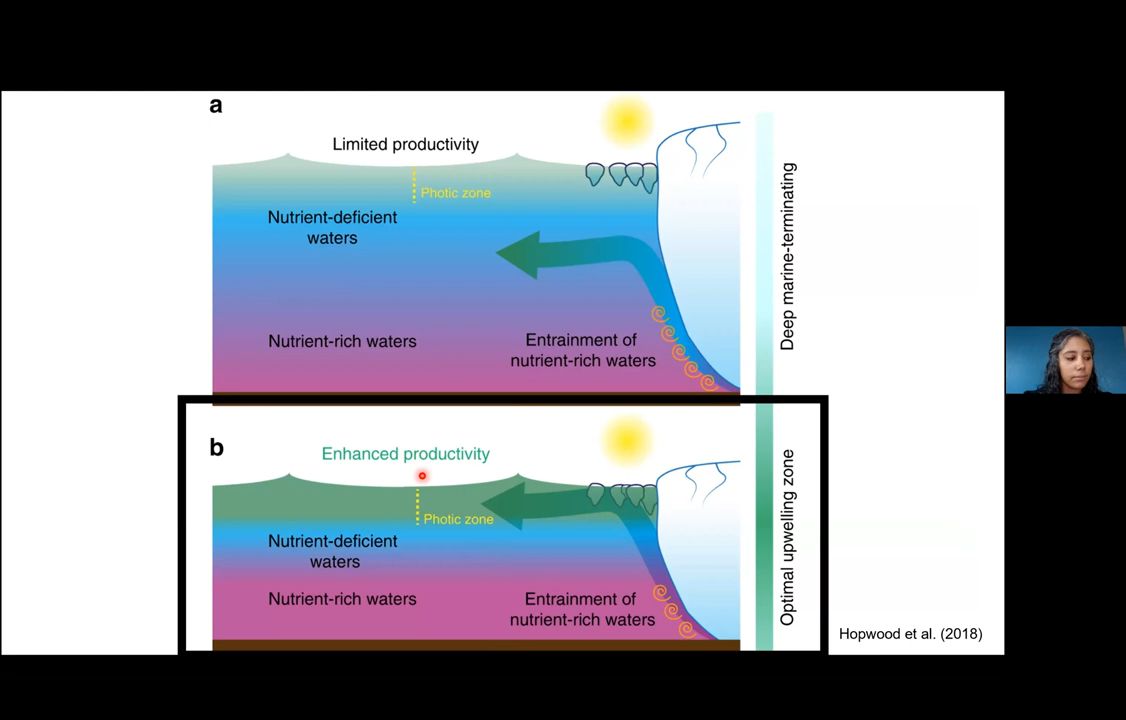 a
Limited productivity
Photic zone
Nutrient-deficient
waters
Nutrient-rich waters
Entrainment of
nutrient-rich waters
Deep marine-terminating
b
Enhanced productivity
Photic zone
Nutrient-deficient
waters
Nutrient-rich waters
Entrainment of
nutrient-rich waters
Optimal upwelling zone
Hopwood et al. (2018)